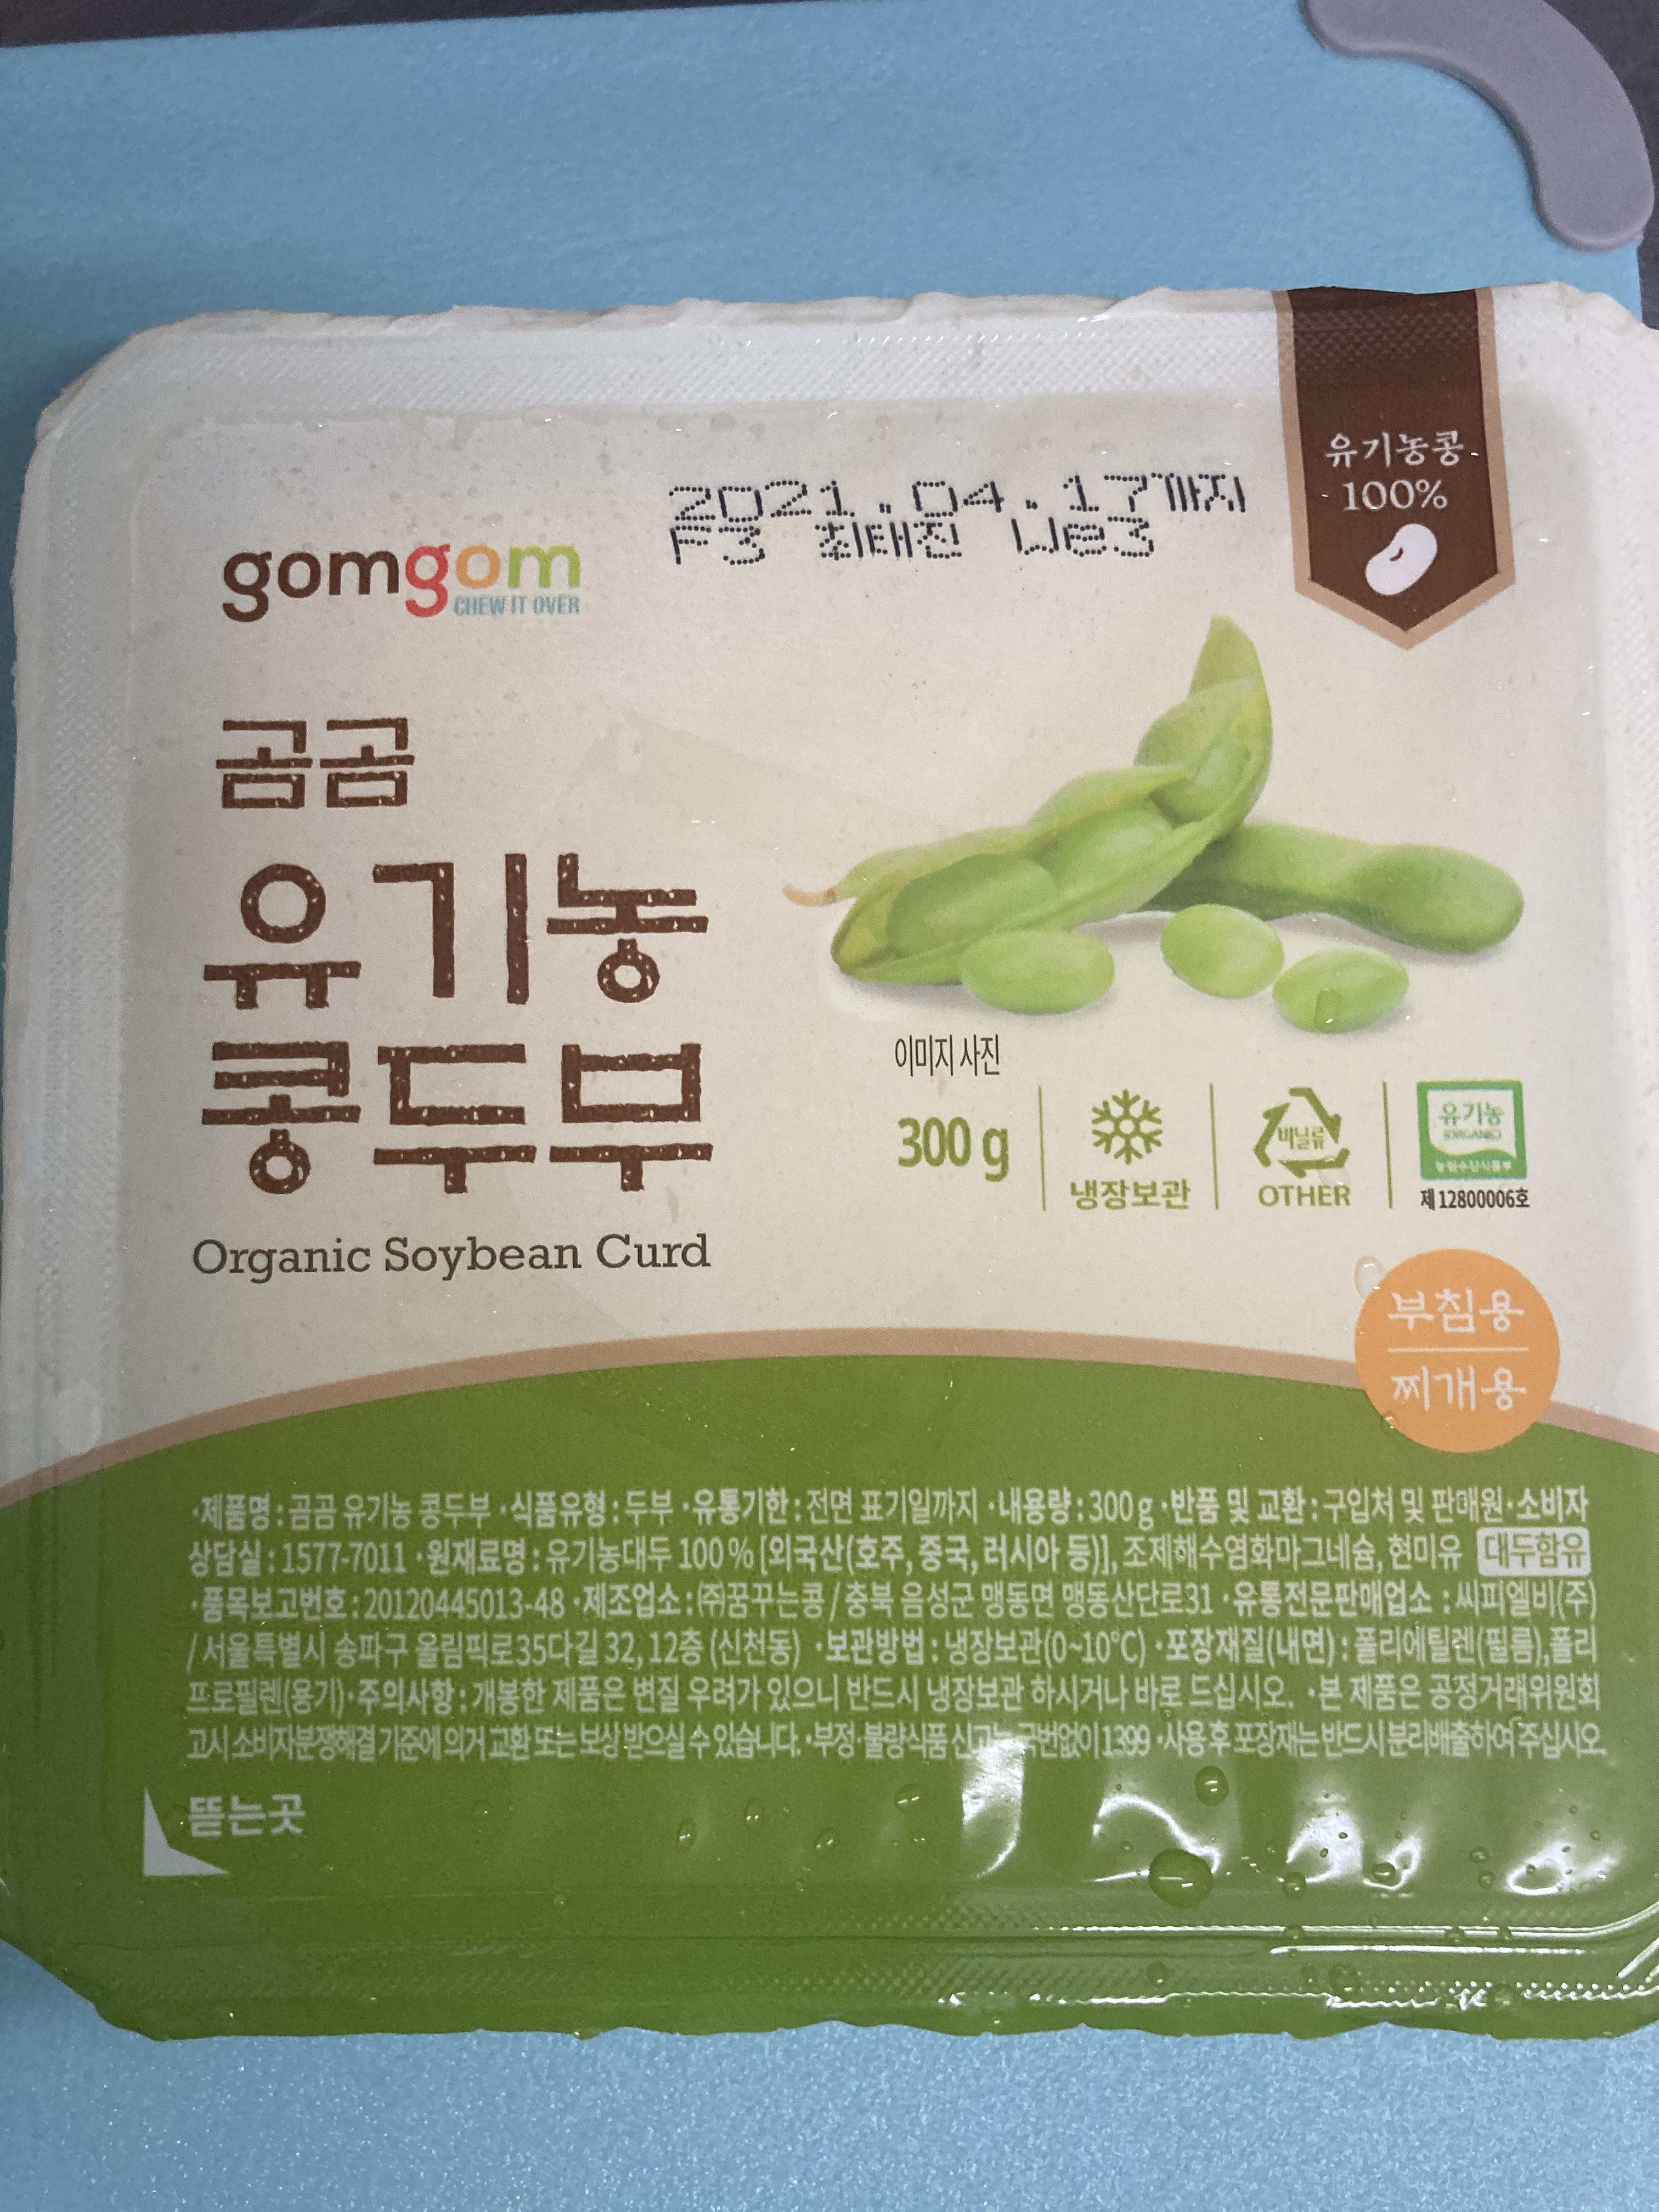 유기농콩
100%
2021.04.17까지
F3 최태진 We3
gomgom
CHEW IT OVER
곰곰
유기농
콩두부
Organic Soybean Curd
이미지 사진
300 g
냉장보관
비닐류
OTHER
유기농
(ORGANIC)
농림축산식품부
제12800006호
부침용
찌개용
·제품명 : 곰곰 유기농 콩두부 ·식품유형 : 두부 ·유통기한 : 전면 표기일까지 ·내용량 : 300 g ·반품 및 교환 : 구입처 및 판매원·소비자
상담실 : 1577-7011 ·원재료명 : 유기농대두 100 % [외국산(호주, 중국, 러시아 등)], 조제해수염화마그네슘, 현미유 대두함유
·품목보고번호 : 20120445013-48 ·제조업소 : ㈜꿈꾸는콩 / 충북 음성군 맹동면 맹동산단로31 ·유통전문판매업소 : 씨피엘비(주)
/ 서울특별시 송파구 올림픽로35다길 32, 12층 (신천동) ·보관방법 : 냉장보관(0~10℃) ·포장재질(내면) : 폴리에틸렌(필름),폴리
프로필렌(용기)·주의사항 : 개봉한 제품은 변질 우려가 있으니 반드시 냉장보관 하시거나 바로 드십시오. ·본 제품은 공정거래위원회
고시 소비자분쟁해결기준에 의거 교환 또는 보상 받으실 수 있습니다. ·부정·불량식품 신고는 국번없이 1399 ·사용 후 포장재는 반드시 분리배출하여 주십시오.
뜯는곳